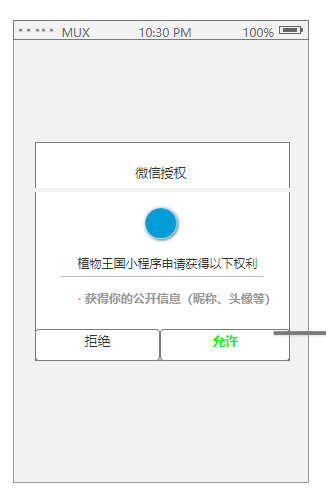 ***** MUX 10:30 PM 100%
微信授权
植物王国小程序申请获得以下权利
· 获得你的公开信息（昵称、头像等）
拒绝 允许